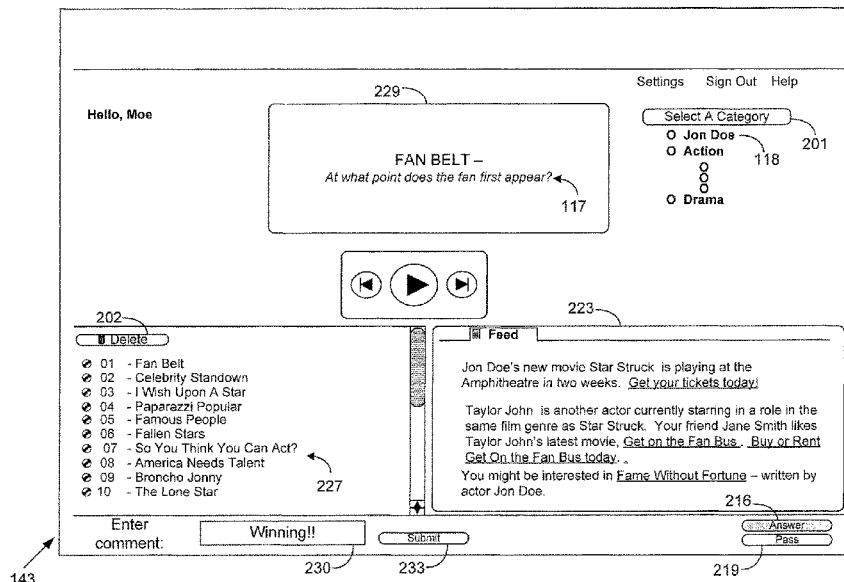 Settings Sign Out Help
Hello, Moe
229
Select A Category
201
Jon Doe
118
Action
Drama
FAN BELT –
At what point does the fan first appear?
117
202
Delete
01 - Fan Belt
02 - Celebrity Standown
03 - I Wish Upon A Star
04 - Paparazzi Popular
05 - Famous People
06 - Fallen Stars
07 - So You Think You Can Act?
08 - America Needs Talent
09 - Broncho Jonny
10 - The Lone Star
227
223
Feed
Jon Doe's new movie Star Struck is playing at the
Amphitheatre in two weeks. Get your tickets today!
Taylor John is another actor currently starring in a role in the
same film genre as Star Struck. Your friend Jane Smith likes
Taylor John's latest movie, Get on the Fan Bus . Buy or Rent
Get On the Fan Bus today. .
You might be interested in Fame Without Fortune – written by
actor Jon Doe.
216
Enter
comment:
Winning!!
Submit
Answer
Pass
143
230
233
219